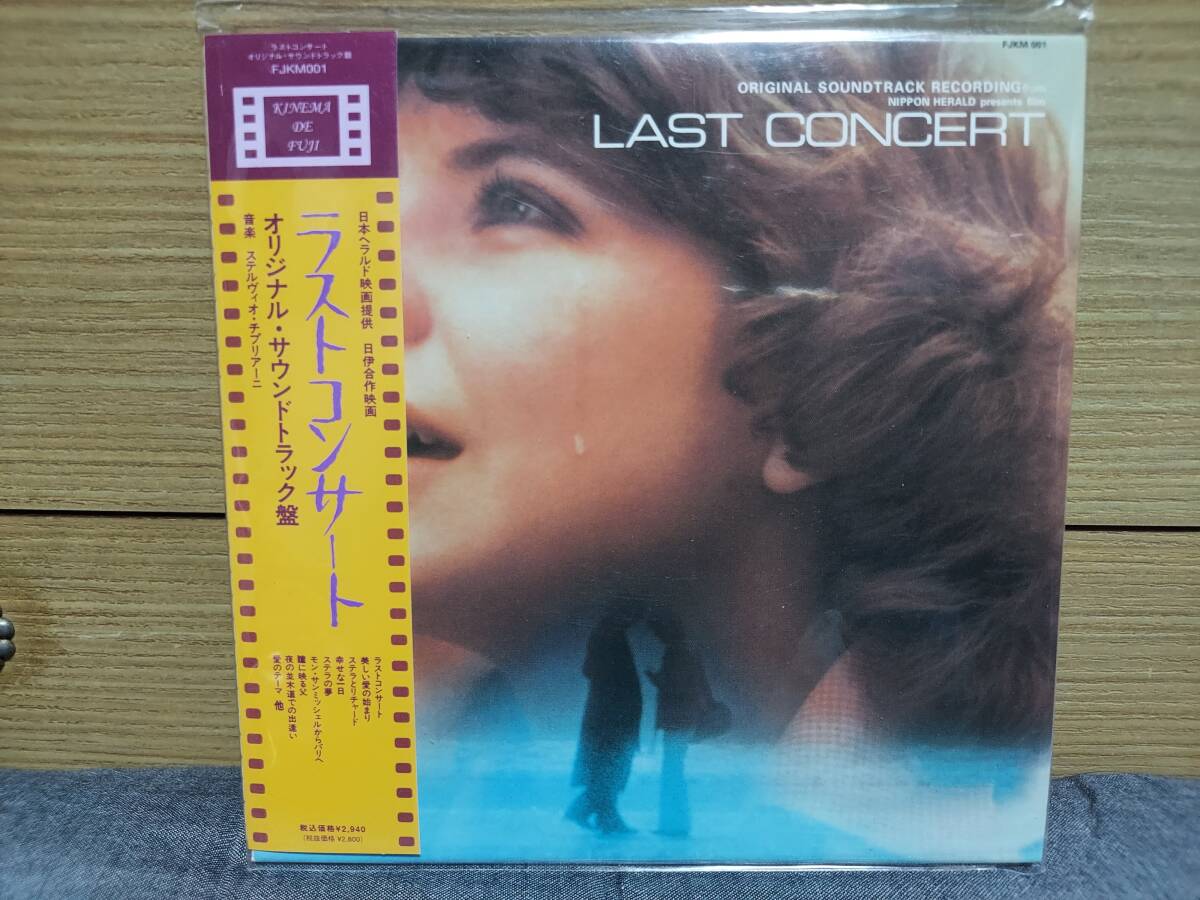 ラストコンサート
オリジナル・サウンドトラック盤
FJKM001
KINEMA
DE
FUJI
日本ヘラルド映画提供 日伊合作映画
ラストコンサート
オリジナル・サウンドトラック盤
音楽 ステルヴィオ・チプリアーニ
ラストコンサート
美しい愛の始まり
ステラとリチャード
幸せな一日
ステラの夢
モン・サンミッシェルからパリへ
瞳に映る父
夜の並木道での出逢い
愛のテーマ 他
税込価格¥2,940
(税抜価格 ¥2,800)
FJKM 001
ORIGINAL SOUNDTRACK RECORDING from
NIPPON HERALD presents film
LAST CONCERT